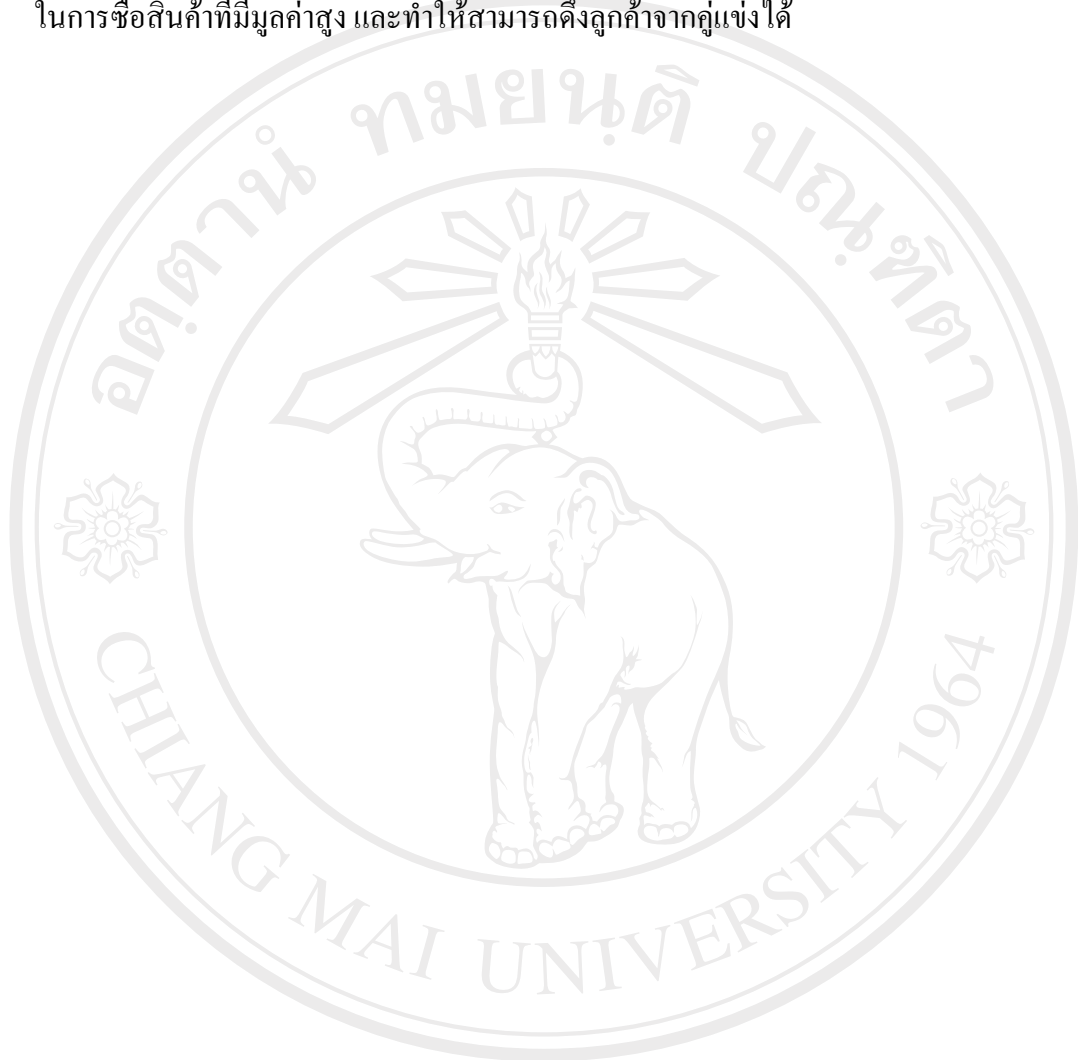 ในการซื้อสินค้าที่มีมูลค่าสูง และทำให้สามารถดึงลูกค้าจากคู่แข่งได้
อตฺตานํ ทมยนฺติ ปณฺฑิตา
CHIANG MAI UNIVERSITY 1964